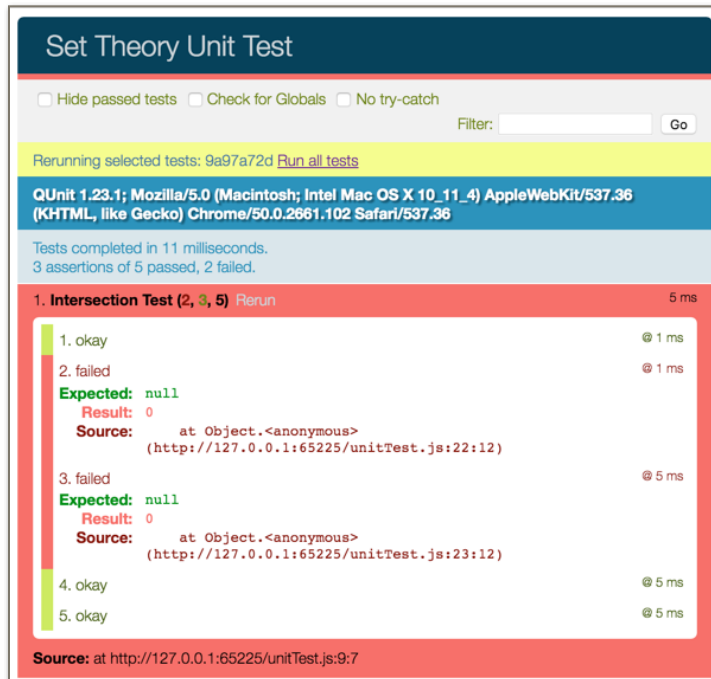 Set Theory Unit Test
Hide passed tests Check for Globals No try-catch
Filter: Go
Rerunning selected tests: 9a97a72d Run all tests
QUnit 1.23.1; Mozilla/5.0 (Macintosh; Intel Mac OS X 10_11_4) AppleWebKit/537.36
(KHTML, like Gecko) Chrome/50.0.2661.102 Safari/537.36
Tests completed in 11 milliseconds.
3 assertions of 5 passed, 2 failed.
1. Intersection Test (2, 3, 5) Rerun 5 ms
1. okay @ 1 ms
2. failed @ 1 ms
Expected: null
Result: 0
Source: at Object.<anonymous>
(http://127.0.0.1:65225/unitTest.js:22:12)
3. failed @ 5 ms
Expected: null
Result: 0
Source: at Object.<anonymous>
(http://127.0.0.1:65225/unitTest.js:23:12)
4. okay @ 5 ms
5. okay @ 5 ms
Source: at http://127.0.0.1:65225/unitTest.js:9:7